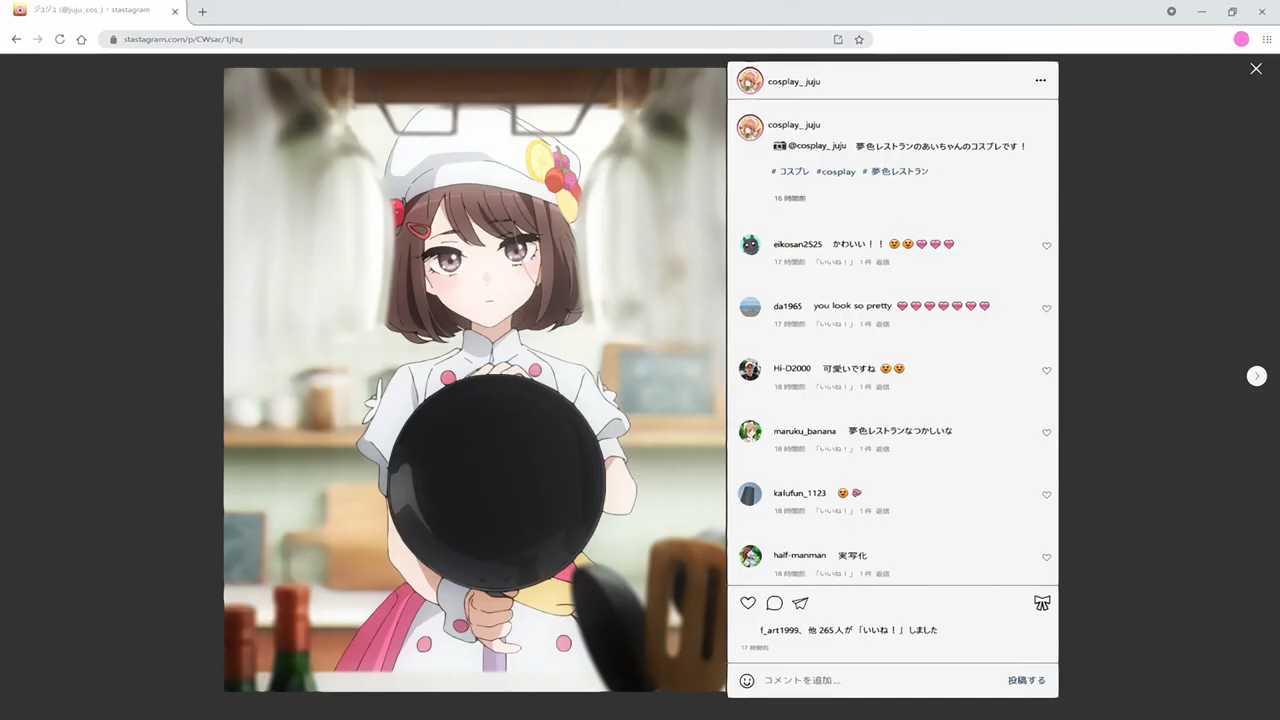 ジュジュ (@juju_cos_)・stastagram
stastagram.com/p/CWsar/1jhuj
cosplay_juju
cosplay_juju
@cosplay_juju 夢色レストランのあいちゃんのコスプレです！
# コスプレ #cosplay # 夢色レストラン
16 時間前
eikosan2525 かわいい！！
17 時間前 「いいね！」 1 件 返信
da1965 you look so pretty
17 時間前 「いいね！」 1 件 返信
Hi-D2000 可愛いですね
18 時間前 「いいね！」 1 件 返信
maruku_banana 夢色レストランなつかしいな
18 時間前 「いいね！」 1 件 返信
kalufun_1123
18 時間前 「いいね！」 1 件 返信
half-manman 実写化
18 時間前 「いいね！」 1 件 返信
f_art1999、他 265人が「いいね！」しました
17 時間前
コメントを追加... 投稿する